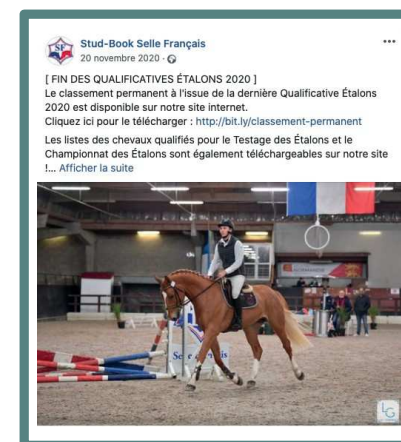 Stud-Book Selle Français
20 novembre 2020 ·
[ FIN DES QUALIFICATIVES ÉTALONS 2020 ]
Le classement permanent à l'issue de la dernière Qualificative Étalons
2020 est disponible sur notre site internet.
Cliquez ici pour le télécharger : http://bit.ly/classement-permanent
Les listes des chevaux qualifiés pour le Testage des Étalons et le
Championnat des Étalons sont également téléchargeables sur notre site
!... Afficher la suite
SF
LG